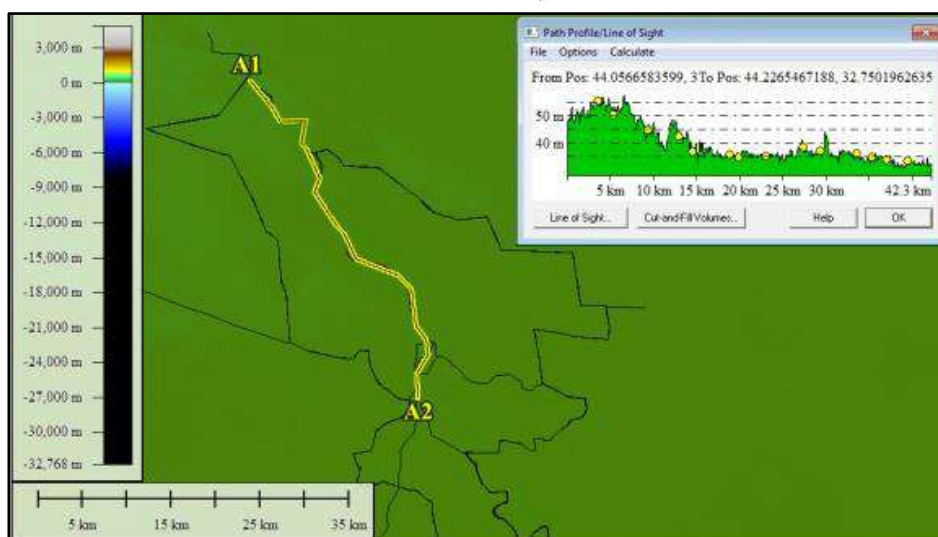 3,000 m
0 m
-3,000 m
-6,000 m
-9,000 m
-12,000 m
-15,000 m
-18,000 m
-21,000 m
-24,000 m
-27,000 m
-30,000 m
-32,768 m
A1
A2
5 km 15 km 25 km 35 km
Path Profile/Line of Sight
File Options Calculate
From Pos: 44.0566583599, 3To Pos: 44.2265467188, 32.7501962635
50 m
40 m
5 km 10 km 15 km 20 km 25 km 30 km 42.3 km
Line of Sight... Cut-and-Fill Volumes... Help OK